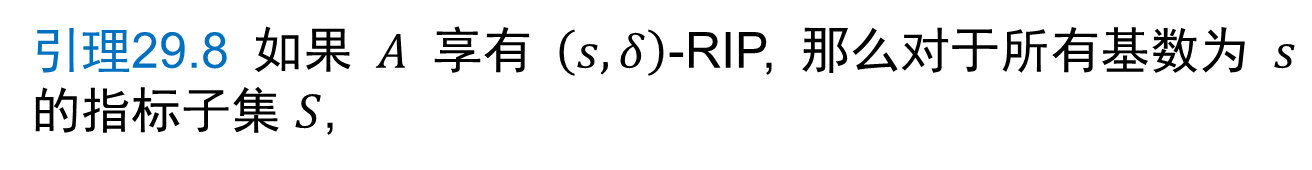 引理29.8 如果 A 享有 (s, δ)-RIP, 那么对于所有基数为 s
的指标子集 S,